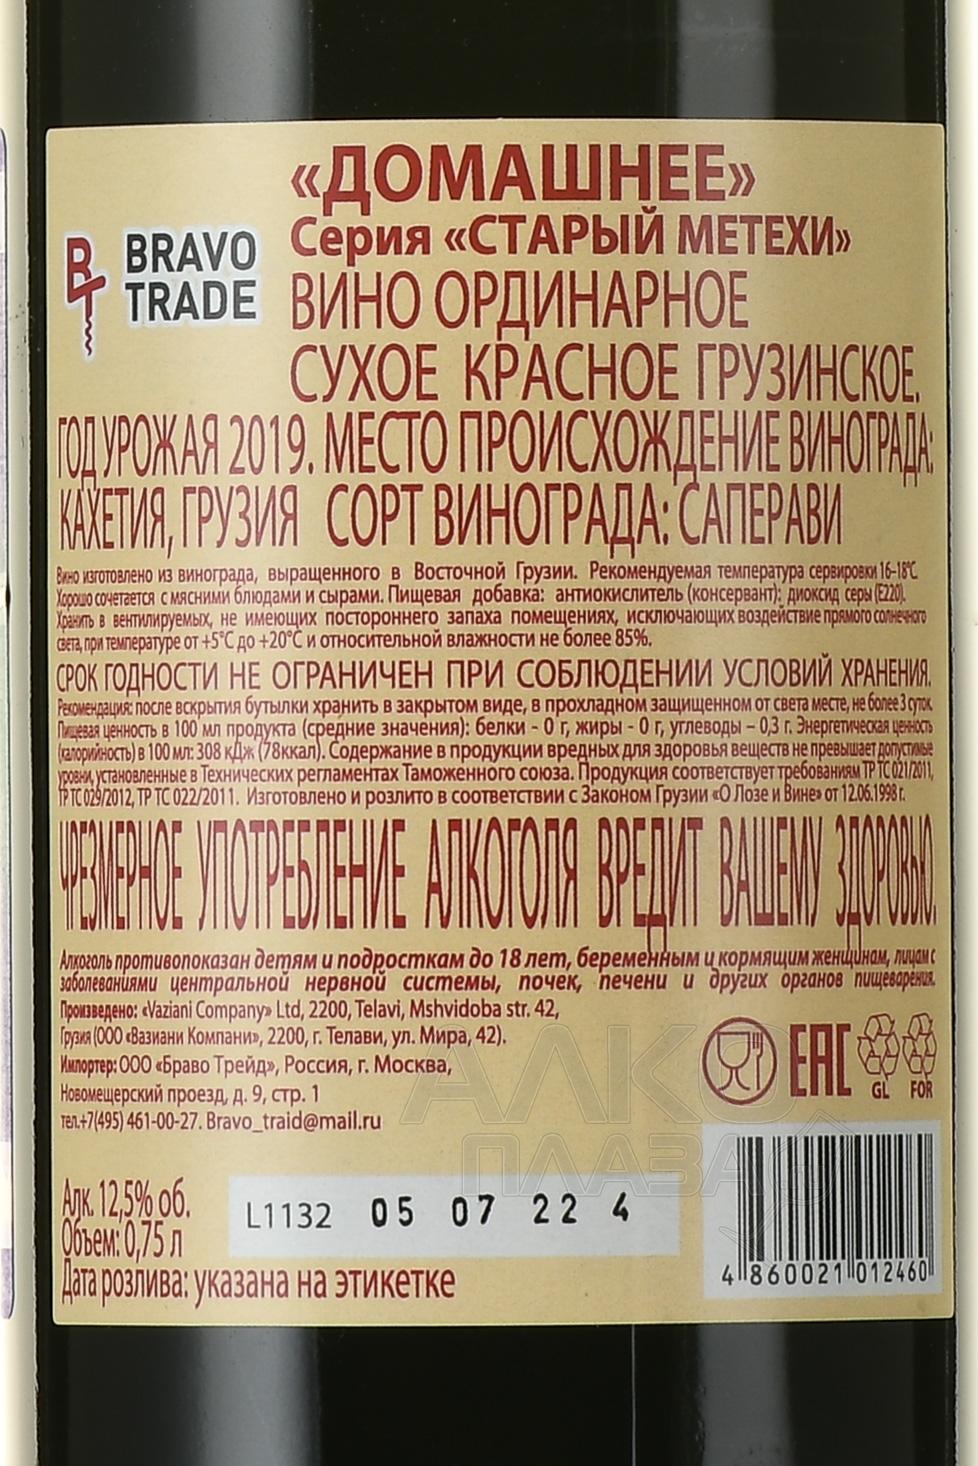 «ДОМАШНЕЕ»
Серия «СТАРЫЙ МЕТЕХИ»
BRAVO
TRADE
ВИНО ОРДИНАРНОЕ
СУХОЕ КРАСНОЕ ГРУЗИНСКОЕ.
ГОД УРОЖАЯ 2019. МЕСТО ПРОИСХОЖДЕНИЕ ВИНОГРАДА:
КАХЕТИЯ, ГРУЗИЯ СОРТ ВИНОГРАДА: САПЕРАВИ
Вино изготовлено из винограда, выращенного в Восточной Грузии. Рекомендуемая температура сервировки 16-18°C.
Хорошо сочетается с мясними блюдами и сырами. Пищевая добавка: антиокислитель (консервант): диоксид серы (E220).
Хранить в вентилируемых, не имеющих постороннего запаха помещениях, исключающих воздействие прямого солнечного
света, при температуре от +5°C до +20°C и относительной влажности не более 85%.
СРОК ГОДНОСТИ НЕ ОГРАНИЧЕН ПРИ СОБЛЮДЕНИИ УСЛОВИЙ ХРАНЕНИЯ.
Рекомендация: после вскрытия бутылки хранить в закрытом виде, в прохладном защищенном от света месте, не более 3 суток.
Пищевая ценность в 100 мл продукта (средние значения): белки - 0 г, жиры - 0 г, углеводы – 0,3 г. Энергетическая ценность
(калорийность) в 100 мл: 308 кДж (78ккал). Содержание в продукции вредных для здоровья веществ не превышает допустимые
уровни, установленные в Технических регламентах Таможенного союза. Продукция соответствует требованиям ТР ТС 021/2011,
ТР ТС 029/2012, ТР ТС 022/2011. Изготовлено и розлито в соответствии с Законом Грузии «О Лозе и Вине» от 12.06.1998 г.
ЧРЕЗМЕРНОЕ УПОТРЕБЛЕНИЕ АЛКОГОЛЯ ВРЕДИТ ВАШЕМУ ЗДОРОВЬЮ.
Алкоголь противопоказан детям и подросткам до 18 лет, беременным и кормящим женщинам, лицам с
заболеваниями центральной нервной системы, почек, печени и других органов пищеварения.
Произведено: «Vaziani Company» Ltd, 2200, Telavi, Mshvidoba str. 42,
Грузия (ООО «Вазиани Компани», 2200, г. Телави, ул. Мира, 42).
Импортер: ООО «Браво Трейд», Россия, г. Москва,
Новомещерский проезд, д. 9, стр. 1
тел.+7(495) 461-00-27. Bravo_traid@mail.ru
EAC
GL
FOR
АЛКО
ПЛАЗА
Алк. 12,5% об.
Объем: 0,75 л
L1132 05 07 22 4
Дата розлива: указана на этикетке
4 860021 012460